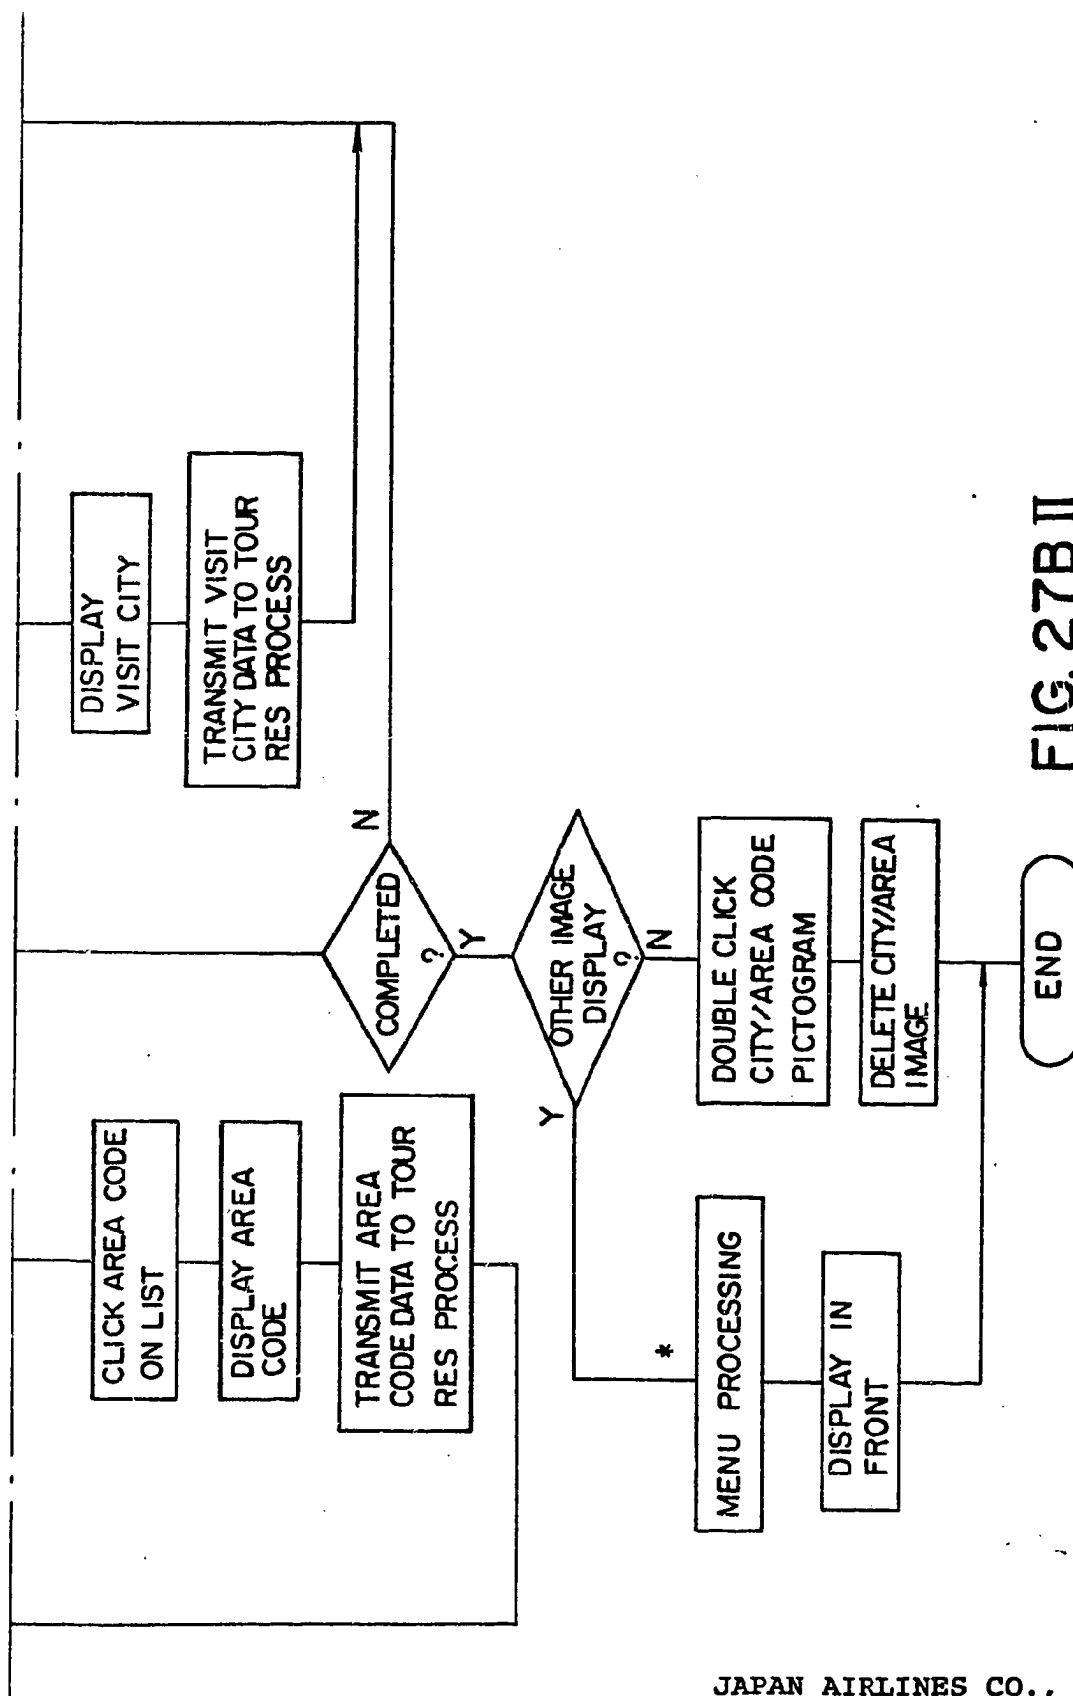 CLICK AREA CODE
ON LIST
DISPLAY AREA
CODE
TRANSMIT AREA
CODE DATA TO TOUR
RES PROCESS
DISPLAY
VISIT CITY
TRANSMIT VISIT
CITY DATA TO TOUR
RES PROCESS
COMPLETED
?
N
Y
OTHER IMAGE
DISPLAY
?
Y
N
*
MENU PROCESSING
DISPLAY IN
FRONT
DOUBLE CLICK
CITY/AREA CODE
PICTOGRAM
DELETE CITY/AREA
IMAGE
END
FIG. 27B II
JAPAN AIRLINES CO.,